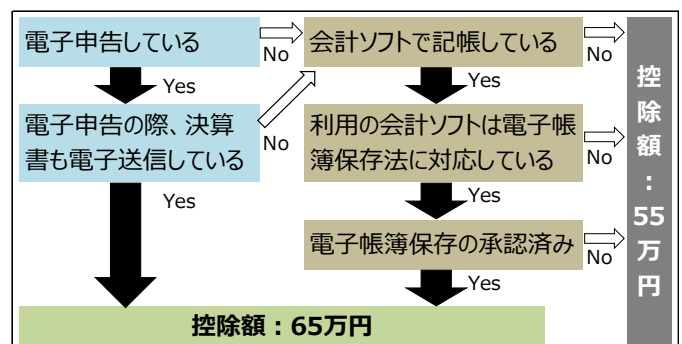 電子申告している
No
会計ソフトで記帳している
No
Yes
Yes
電子申告の際、決算
書も電子送信している
No
利用の会計ソフトは電子帳
簿保存法に対応している
No
Yes
Yes
電子帳簿保存の承認済み
No
Yes
控除額：65万円
控除額：55万円